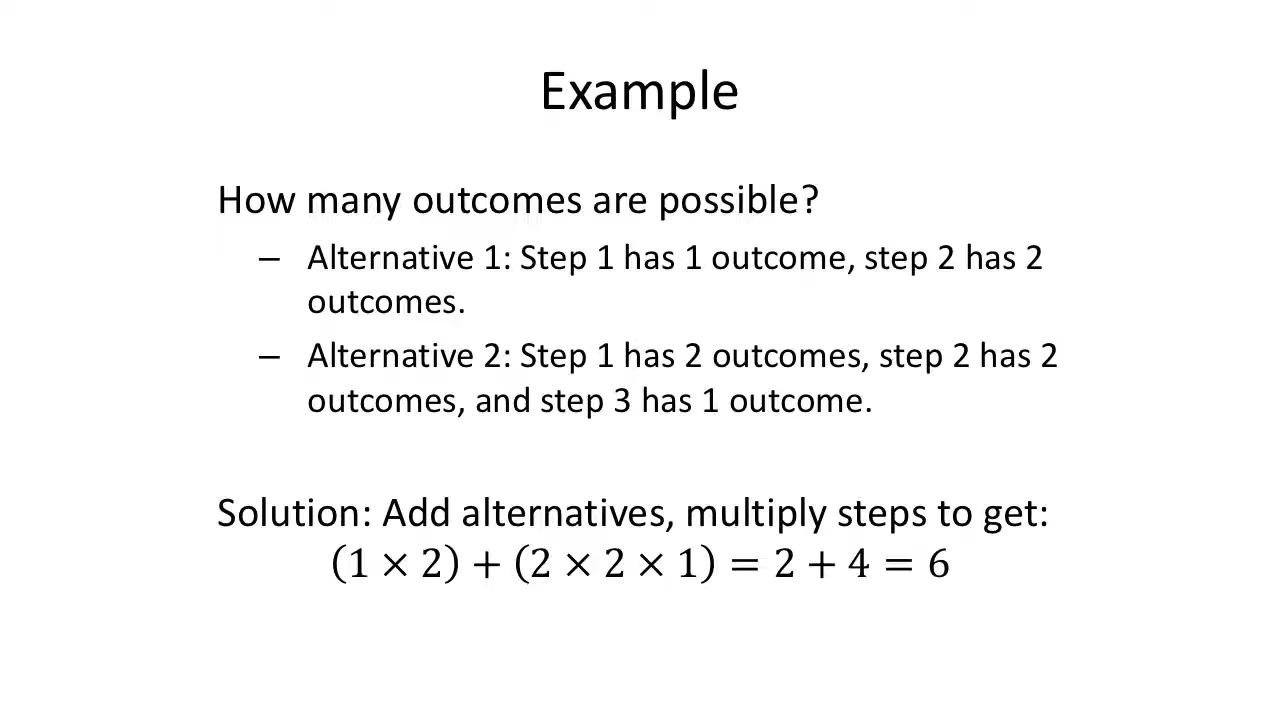 Example
How many outcomes are possible?
– Alternative 1: Step 1 has 1 outcome, step 2 has 2
outcomes.
– Alternative 2: Step 1 has 2 outcomes, step 2 has 2
outcomes, and step 3 has 1 outcome.
Solution: Add alternatives, multiply steps to get:
(1 × 2) + (2 × 2 × 1) = 2 + 4 = 6